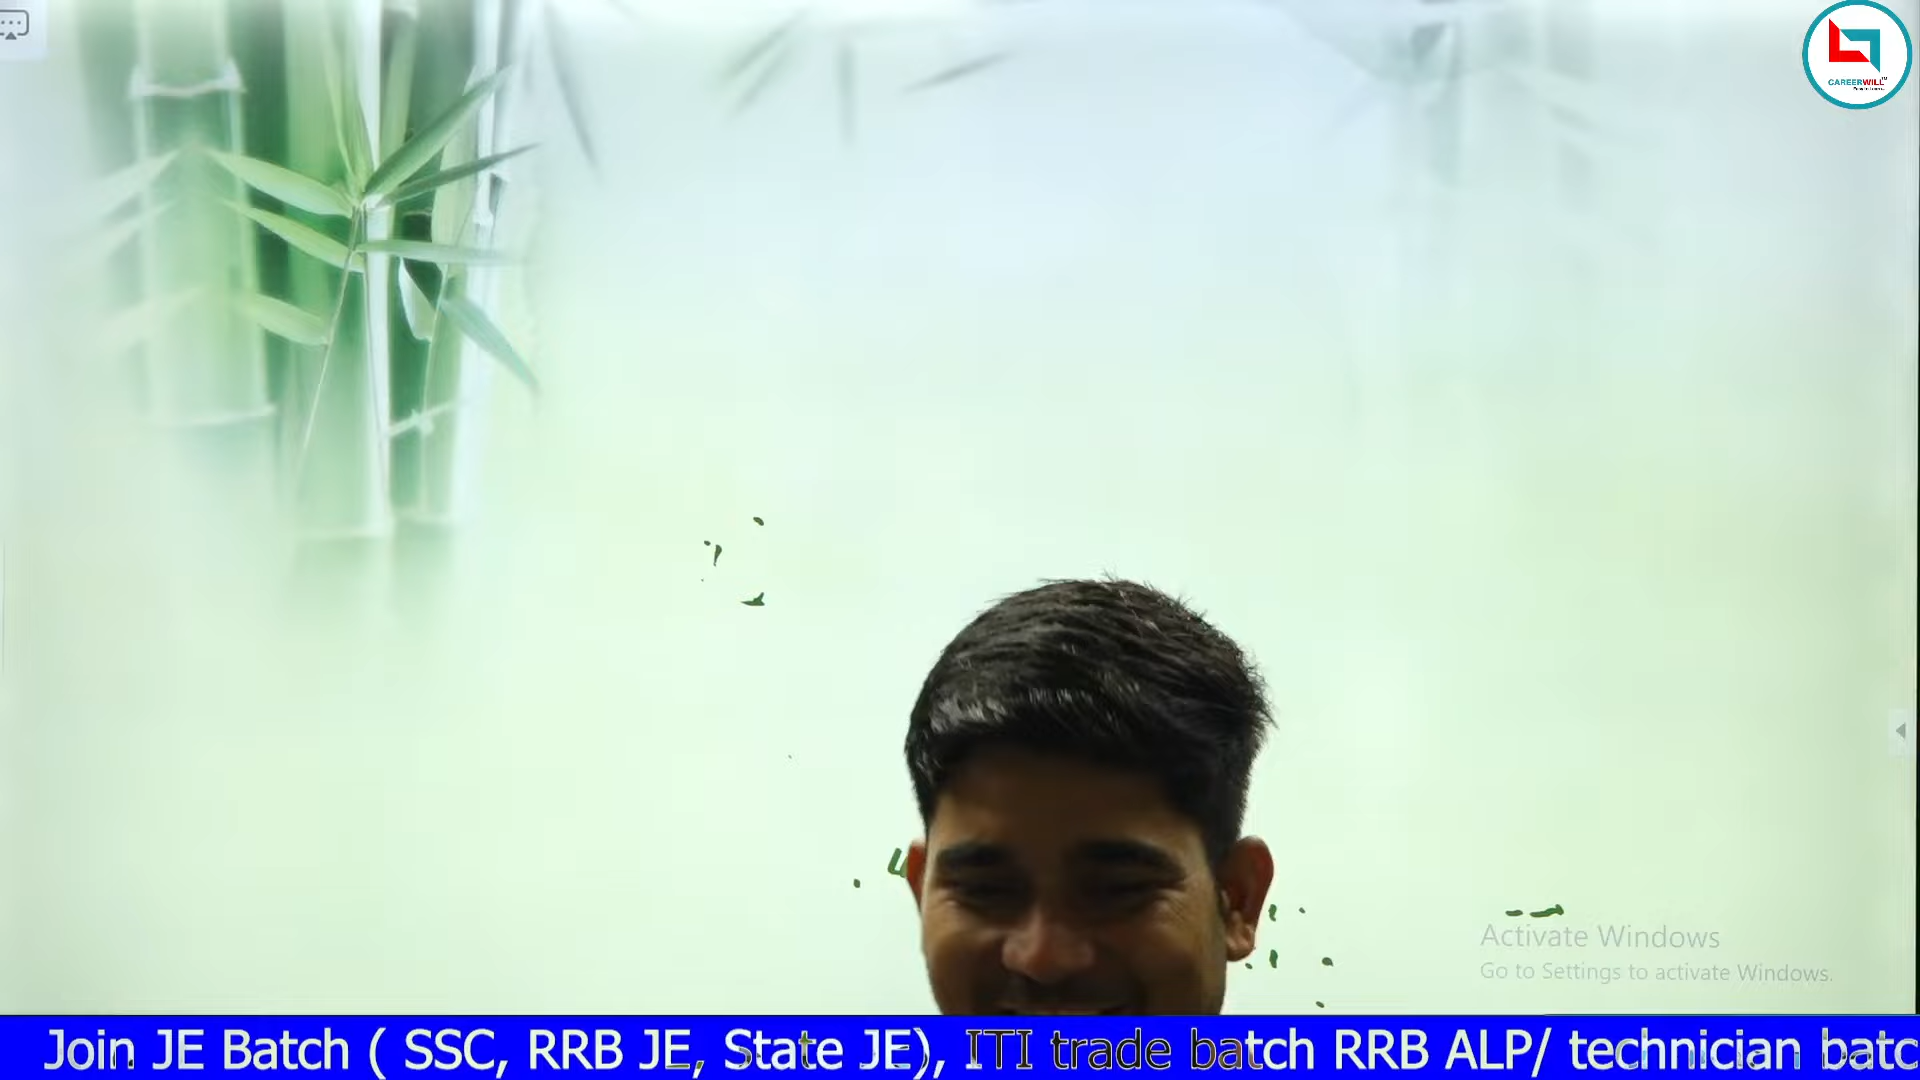 CAREERWILL
Activate Windows
Go to Settings to activate Windows.
Join JE Batch ( SSC, RRB JE, State JE), ITI trade batch RRB ALP/ technician batc